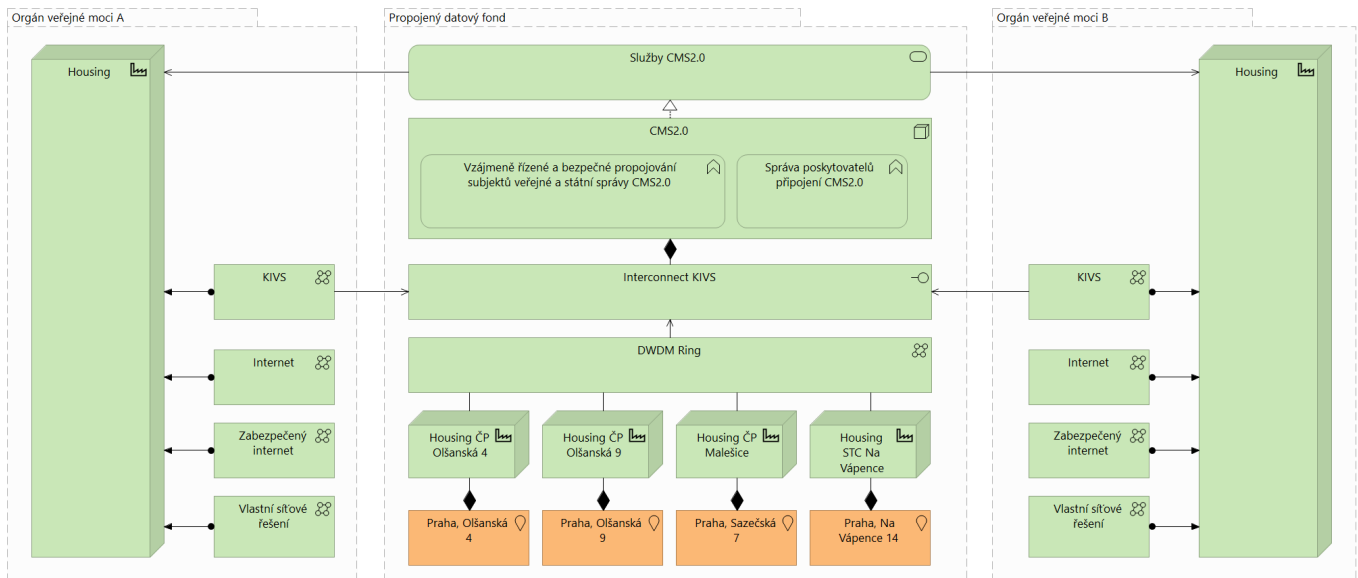 Orgán veřejné moci A
Propojený datový fond
Orgán veřejné moci B
Housing
Služby CMS2.0
Housing
CMS2.0
Vzájmeně řízené a bezpečné propojování
subjektů veřejné a státní správy CMS2.0
Správa poskytovatelů
připojení CMS2.0
KIVS
Interconnect KIVS
KIVS
Internet
DWDM Ring
Internet
Zabezpečený
internet
Housing ČP
Olšanská 4
Housing ČP
Olšanská 9
Housing ČP
Malešice
Housing
STC Na
Vápence
Zabezpečený
internet
Vlastní síťové
řešení
Praha, Olšanská
4
Praha, Olšanská
9
Praha, Sazečská
7
Praha, Na
Vápence 14
Vlastní síťové
řešení